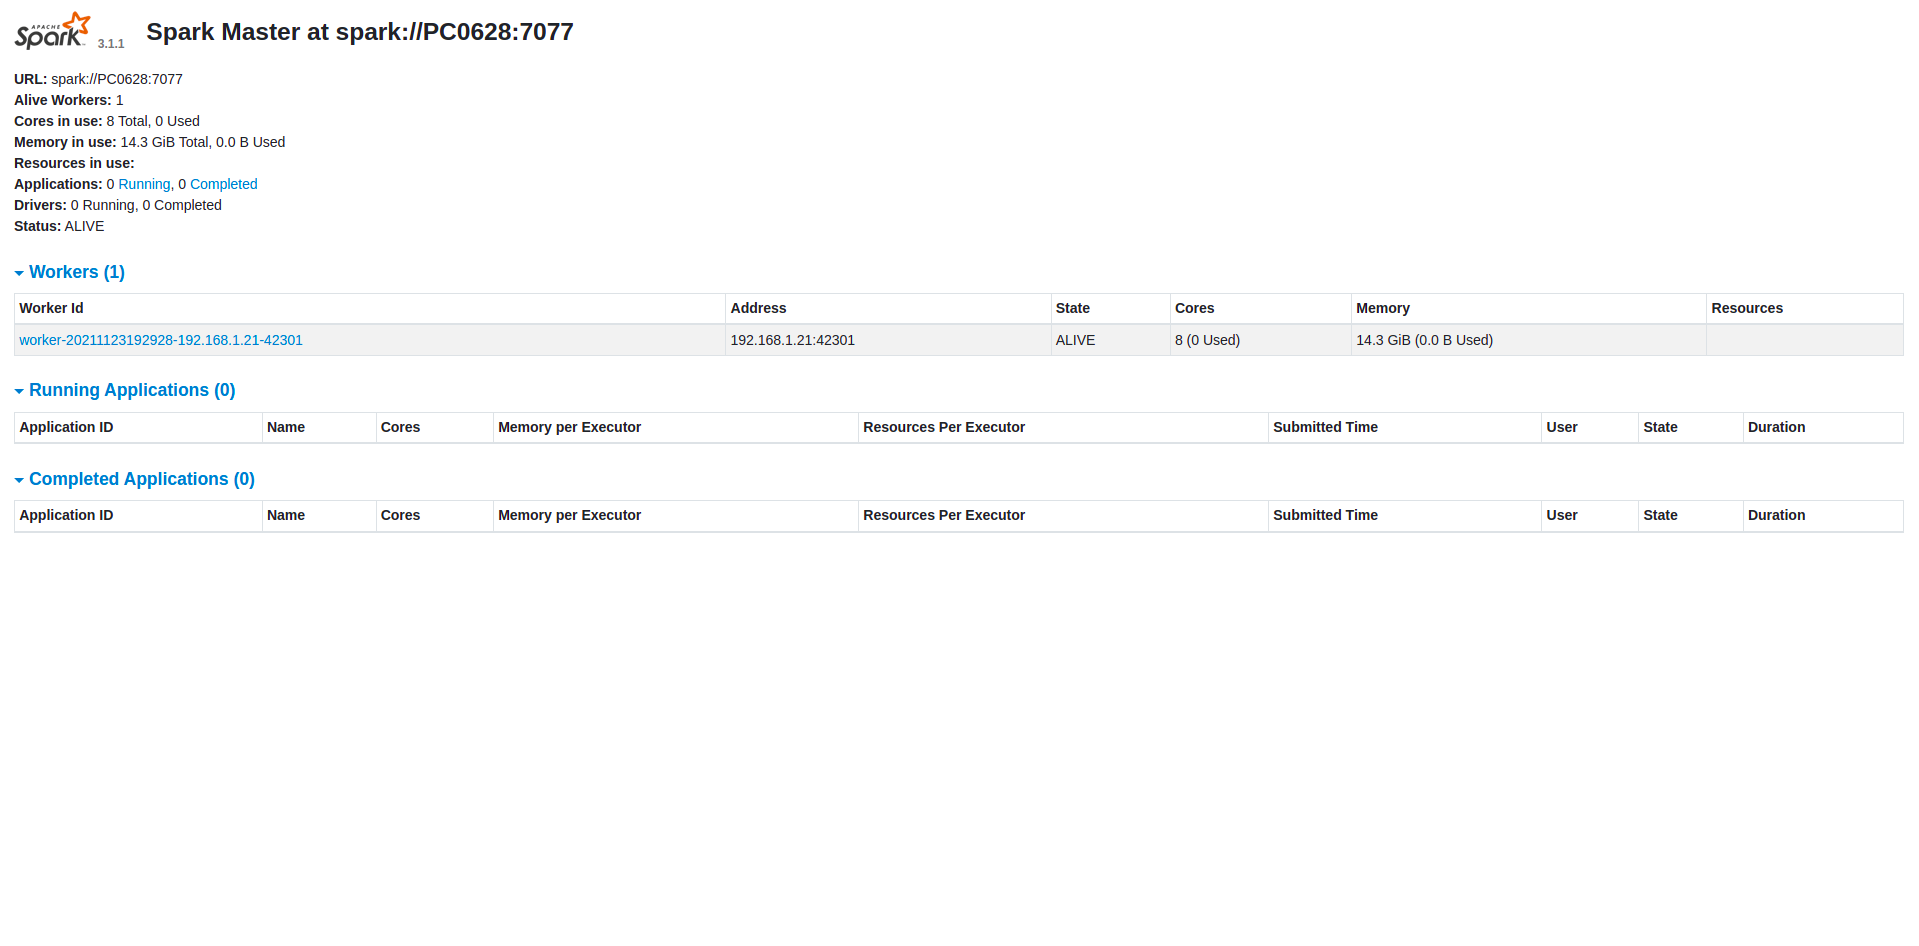 APACHE
Spark 3.1.1 Spark Master at spark://PC0628:7077
URL: spark://PC0628:7077
Alive Workers: 1
Cores in use: 8 Total, 0 Used
Memory in use: 14.3 GiB Total, 0.0 B Used
Resources in use:
Applications: 0 Running, 0 Completed
Drivers: 0 Running, 0 Completed
Status: ALIVE
Workers (1)
Worker Id Address State Cores Memory Resources
worker-20211123192928-192.168.1.21-42301 192.168.1.21:42301 ALIVE 8 (0 Used) 14.3 GiB (0.0 B Used)
Running Applications (0)
Application ID Name Cores Memory per Executor Resources Per Executor Submitted Time User State Duration
Completed Applications (0)
Application ID Name Cores Memory per Executor Resources Per Executor Submitted Time User State Duration